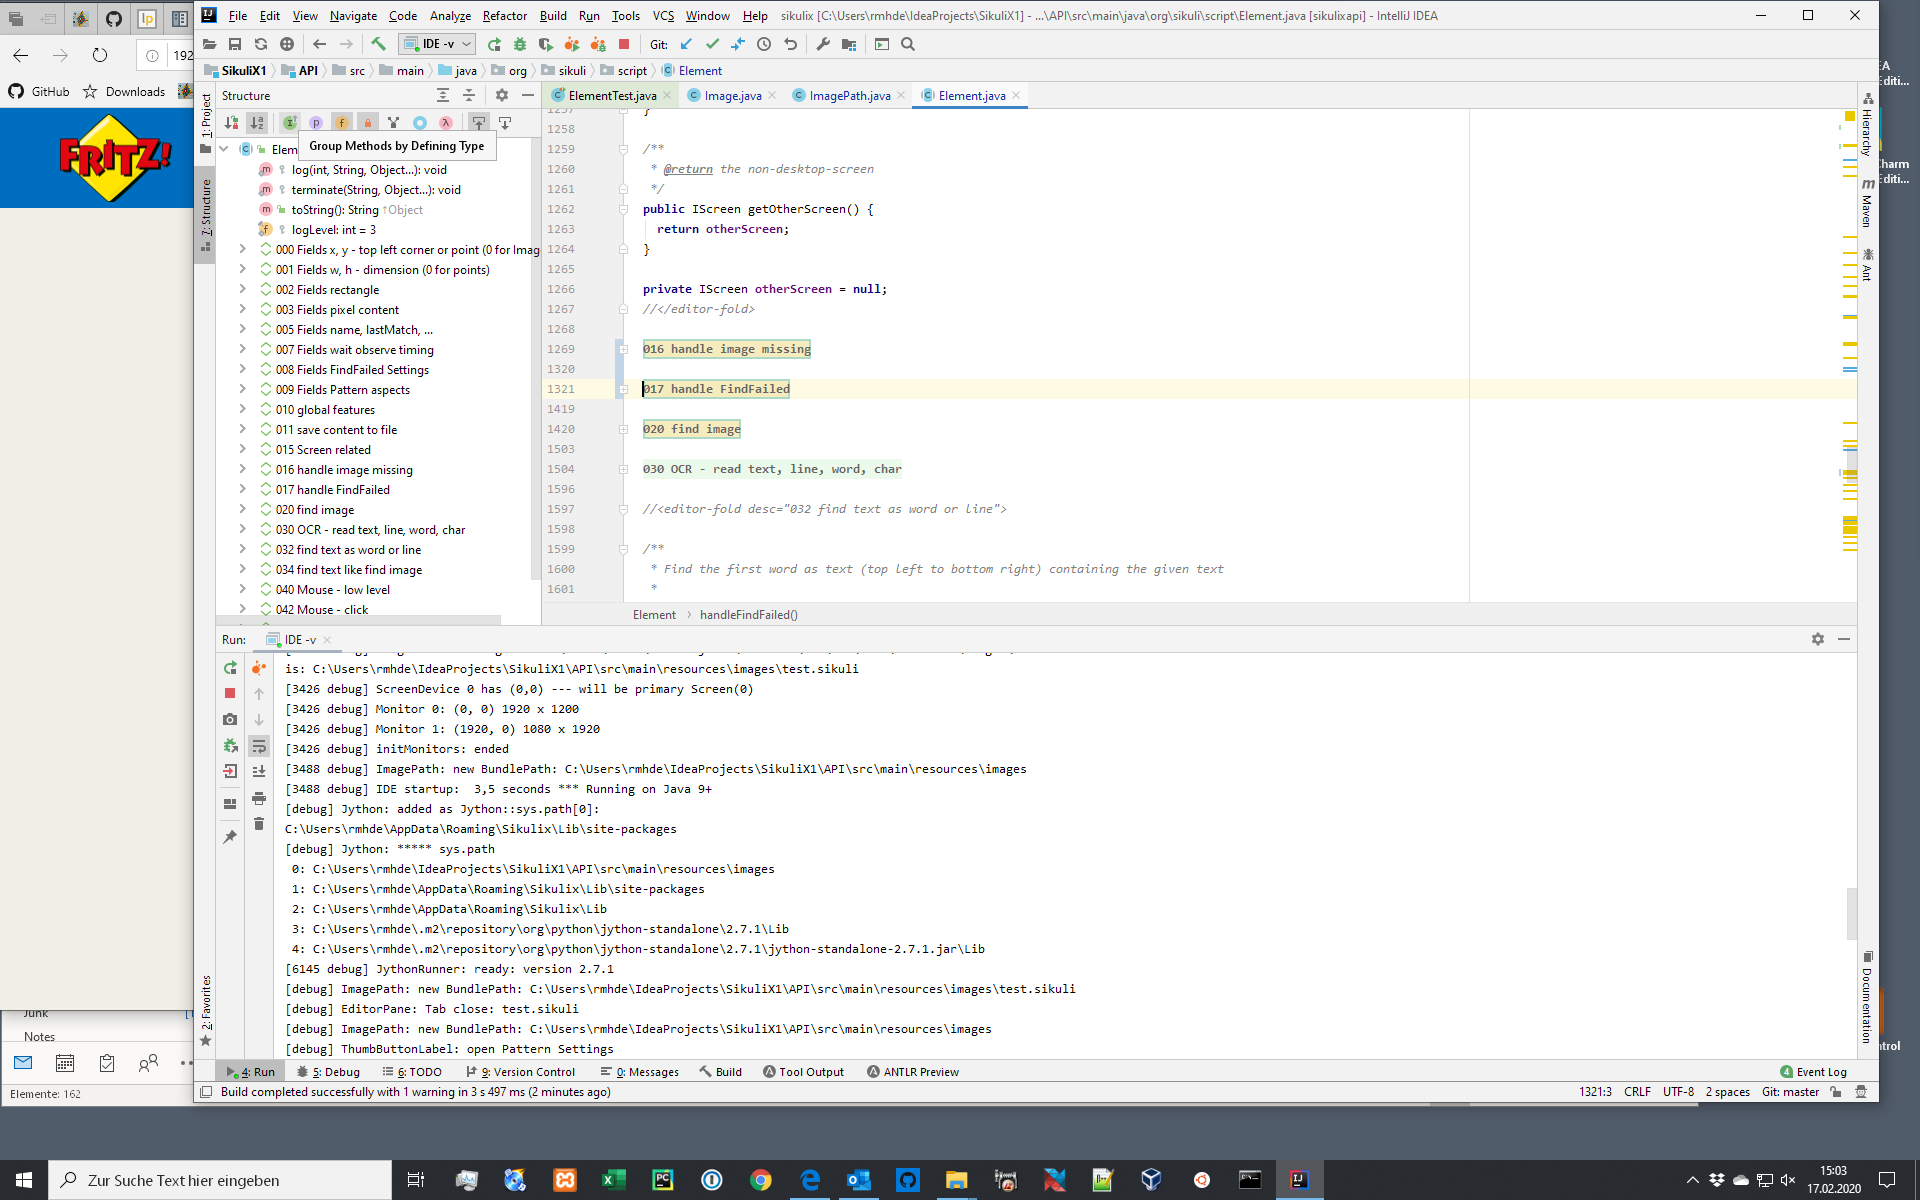 File Edit View Navigate Code Analyze Refactor Build Run Tools VCS Window Help sikulix [C:\Users\rmhde\IdeaProjects\SikuliX1] - ...\API\src\main\java\org\sikuli\script\Element.java [sikulixapi] - IntelliJ IDEA
IDE -v
Git:
192
SikuliX1 API src main java org sikuli script Element
GitHub Downloads
FRITZ!
Structure
ElementTest.java Image.java ImagePath.java Element.java
1: Project
Z: Structure
2: Favorites
Group Methods by Defining Type
Elem
log(int, String, Object...): void
terminate(String, Object...): void
toString(): String ↑Object
logLevel: int = 3
000 Fields x, y - top left corner or point (0 for Imag
001 Fields w, h - dimension (0 for points)
002 Fields rectangle
003 Fields pixel content
005 Fields name, lastMatch, ...
007 Fields wait observe timing
008 Fields FindFailed Settings
009 Fields Pattern aspects
010 global features
011 save content to file
015 Screen related
016 handle image missing
017 handle FindFailed
020 find image
030 OCR - read text, line, word, char
032 find text as word or line
034 find text like find image
040 Mouse - low level
042 Mouse - click
1257 }
1258
1259 /**
1260 * @return the non-desktop-screen
1261 */
1262 public IScreen getOtherScreen() {
1263 return otherScreen;
1264 }
1265
1266 private IScreen otherScreen = null;
1267 //</editor-fold>
1268
1269 016 handle image missing
1320
1321 017 handle FindFailed
1419
1420 020 find image
1503
1504 030 OCR - read text, line, word, char
1596
1597 //<editor-fold desc="032 find text as word or line">
1598
1599 /**
1600 * Find the first word as text (top left to bottom right) containing the given text
1601 *
Element handleFindFailed()
Hierarchy
Maven
Ant
Documentation
EA
Editi...
Charm
Editi...
ntrol
Run: IDE -v
is: C:\Users\rmhde\IdeaProjects\SikuliX1\API\src\main\resources\images\test.sikuli
[3426 debug] ScreenDevice 0 has (0,0) --- will be primary Screen(0)
[3426 debug] Monitor 0: (0, 0) 1920 x 1200
[3426 debug] Monitor 1: (1920, 0) 1080 x 1920
[3426 debug] initMonitors: ended
[3488 debug] ImagePath: new BundlePath: C:\Users\rmhde\IdeaProjects\SikuliX1\API\src\main\resources\images
[3488 debug] IDE startup: 3,5 seconds *** Running on Java 9+
[debug] Jython: added as Jython::sys.path[0]:
C:\Users\rmhde\AppData\Roaming\Sikulix\Lib\site-packages
[debug] Jython: ***** sys.path
0: C:\Users\rmhde\IdeaProjects\SikuliX1\API\src\main\resources\images
1: C:\Users\rmhde\AppData\Roaming\Sikulix\Lib\site-packages
2: C:\Users\rmhde\AppData\Roaming\Sikulix\Lib
3: C:\Users\rmhde\.m2\repository\org\python\jython-standalone\2.7.1\Lib
4: C:\Users\rmhde\.m2\repository\org\python\jython-standalone\2.7.1\jython-standalone-2.7.1.jar\Lib
[6145 debug] JythonRunner: ready: version 2.7.1
[debug] ImagePath: new BundlePath: C:\Users\rmhde\IdeaProjects\SikuliX1\API\src\main\resources\images\test.sikuli
[debug] EditorPane: Tab close: test.sikuli
[debug] ImagePath: new BundlePath: C:\Users\rmhde\IdeaProjects\SikuliX1\API\src\main\resources\images
[debug] ThumbButtonLabel: open Pattern Settings
Junk
Notes
Elemente: 162
4: Run 5: Debug 6: TODO 9: Version Control 0: Messages Build Tool Output ANTLR Preview 4 Event Log
Build completed successfully with 1 warning in 3 s 497 ms (2 minutes ago) 1321:3 CRLF UTF-8 2 spaces Git: master
Zur Suche Text hier eingeben
15:03
17.02.2020